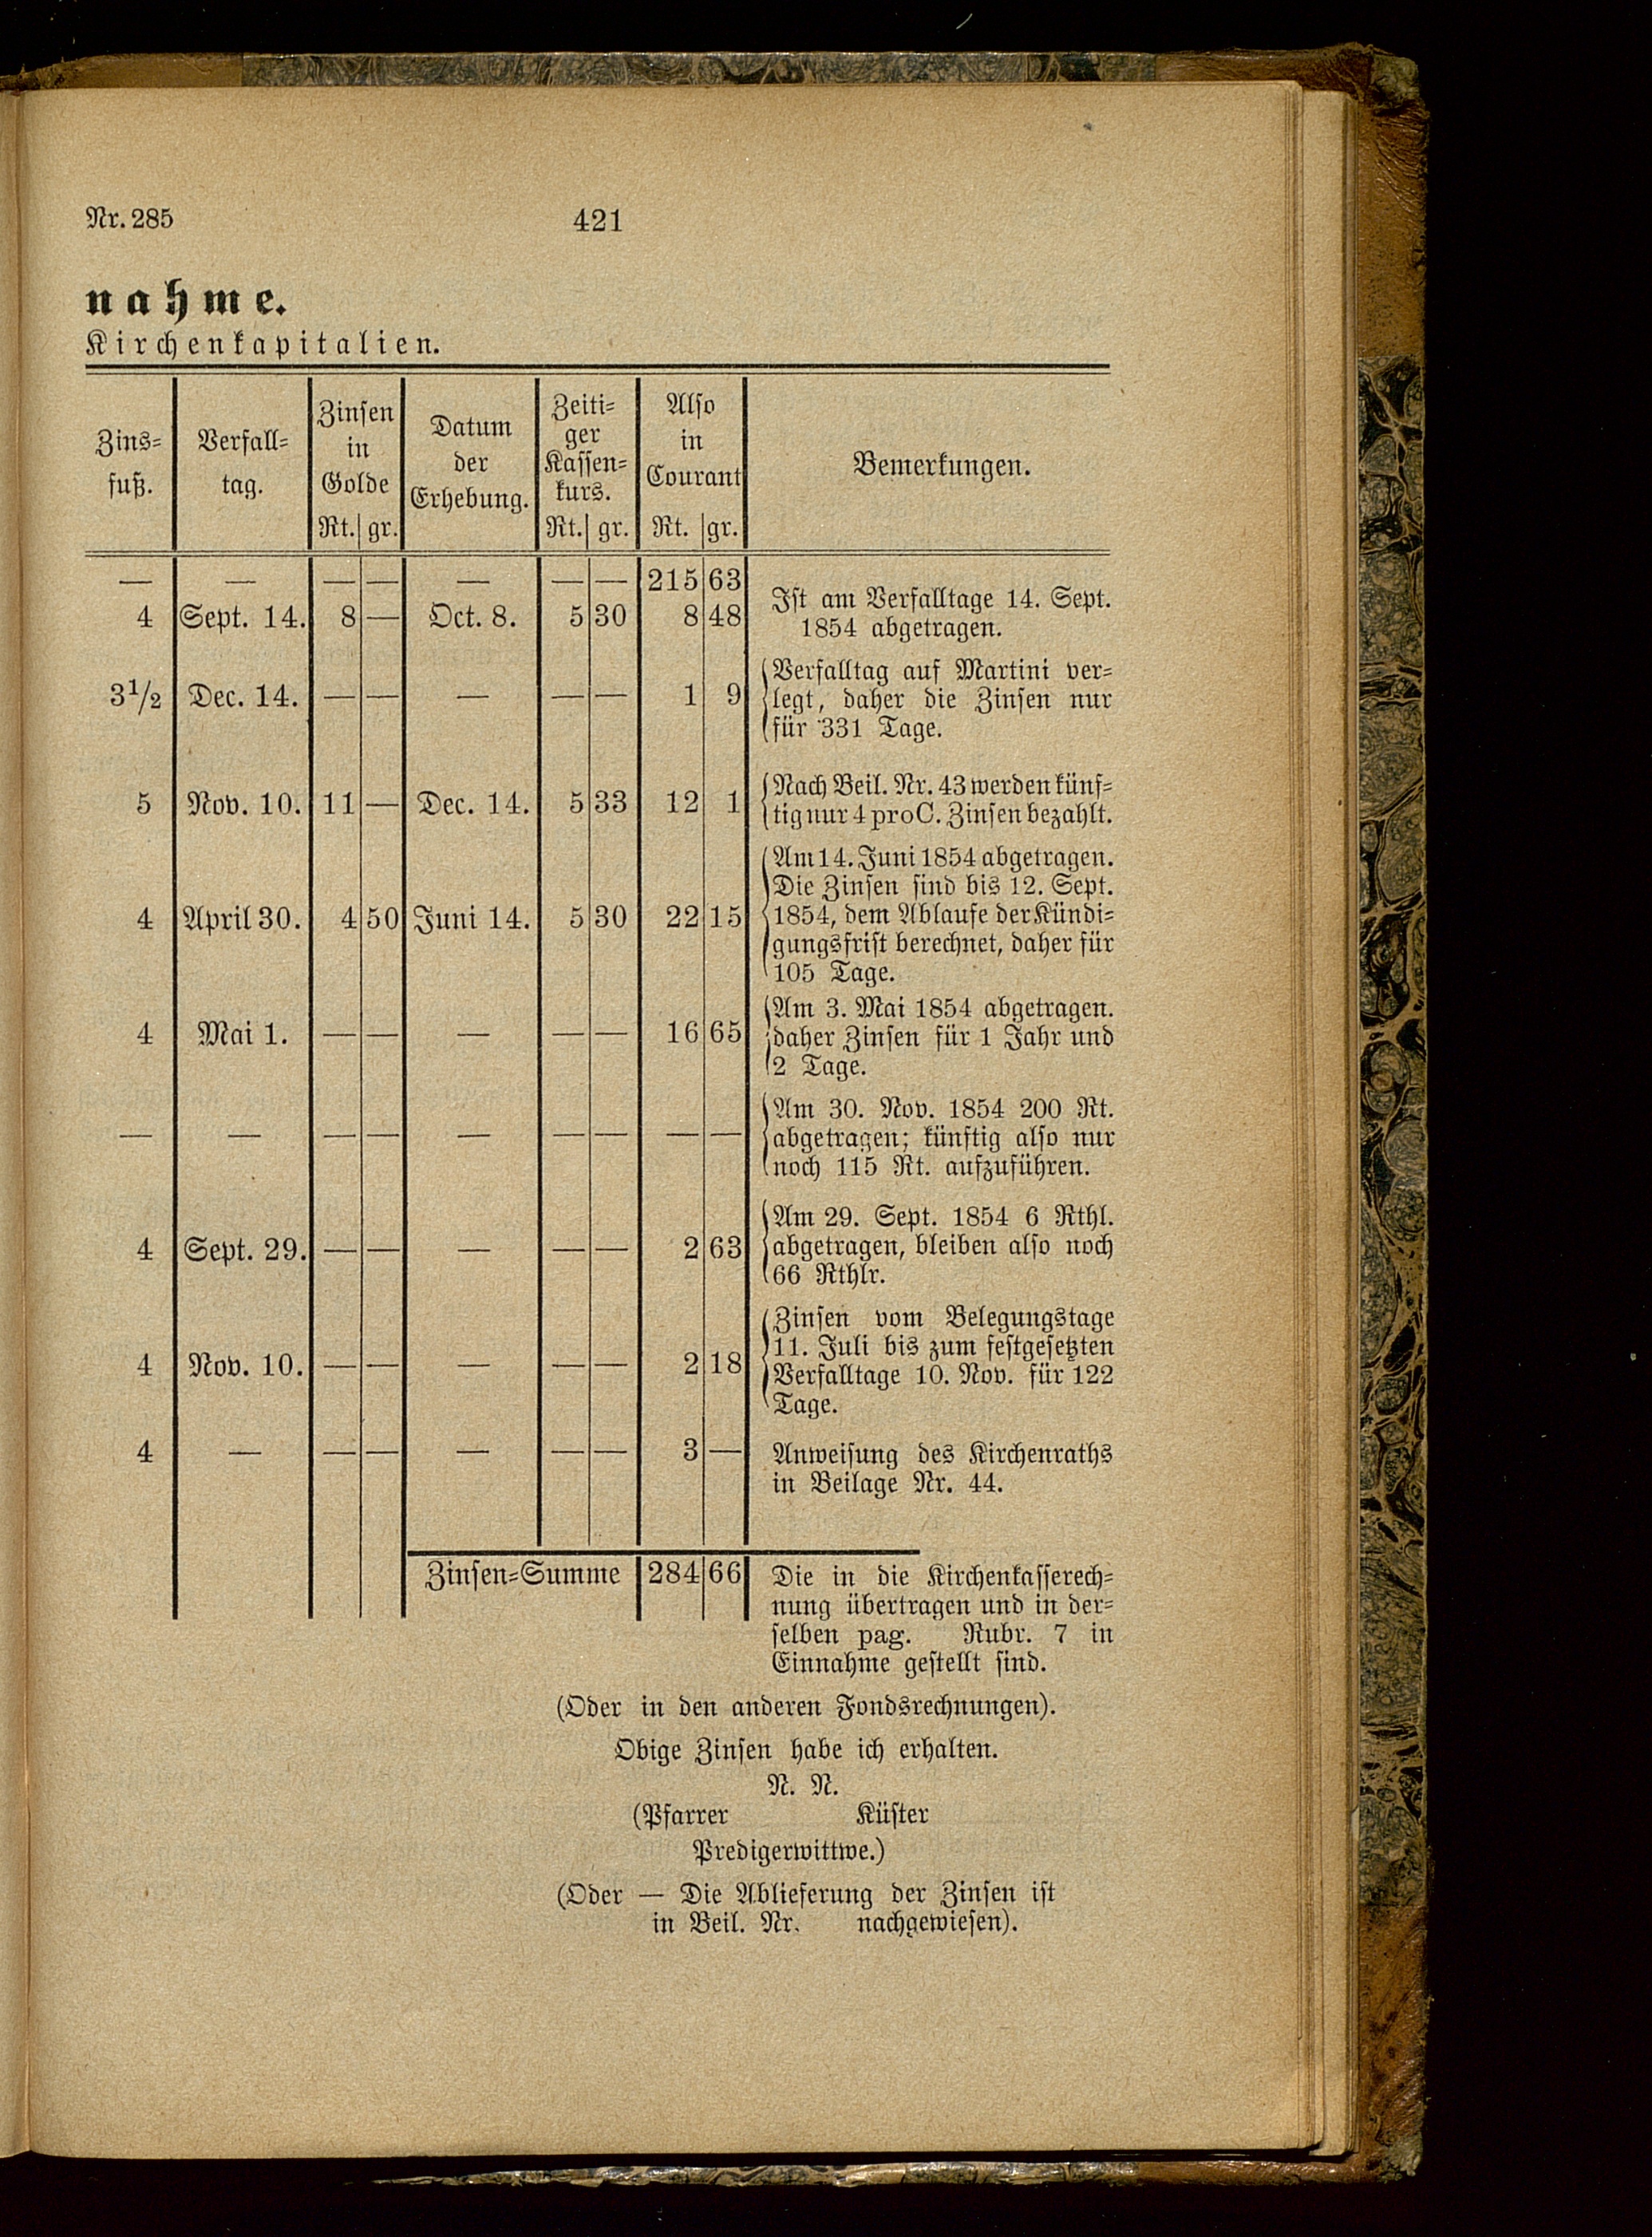 Nr. 285
421
nahme.
Kirchenkapitalien.
Zins-
fuß.
Verfall-
tag.
Zinsen
in
Golde
Rt. gr.
Datum
der
Erhebung.
Zeiti-
ger
Kassen-
kurs.
Rt. gr.
Also
in
Courant
Rt. gr.
Bemerkungen.
— — — — — — — 215 63
4 Sept. 14. 8 — Oct. 8. 5 30 8 48
Ist am Verfalltage 14. Sept.
1854 abgetragen.
3½ Dec. 14. — — — — — 1 9
Verfalltag auf Martini ver-
legt, daher die Zinsen nur
für 331 Tage.
5 Nov. 10. 11 — Dec. 14. 5 33 12 1
Nach Beil. Nr. 43 werden künf-
tig nur 4 proC. Zinsen bezahlt.
4 April 30. 4 50 Juni 14. 5 30 22 15
Am 14. Juni 1854 abgetragen.
Die Zinsen sind bis 12. Sept.
1854, dem Ablaufe der Kündi-
gungsfrist berechnet, daher für
105 Tage.
4 Mai 1. — — — — — 16 65
Am 3. Mai 1854 abgetragen.
daher Zinsen für 1 Jahr und
2 Tage.
— — — — — — — — —
Am 30. Nov. 1854 200 Rt.
abgetragen; künftig also nur
noch 115 Rt. aufzuführen.
4 Sept. 29. — — — — — 2 63
Am 29. Sept. 1854 6 Rthl.
abgetragen, bleiben also noch
66 Rthlr.
4 Nov. 10. — — — — — 2 18
Zinsen vom Belegungstage
11. Juli bis zum festgesetzten
Verfalltage 10. Nov. für 122
Tage.
4 — — — — — — 3 —
Anweisung des Kirchenraths
in Beilage Nr. 44.
Zinsen-Summe 284 66
Die in die Kirchenkasserech-
nung übertragen und in der-
selben pag. Rubr. 7 in
Einnahme gestellt sind.
(Oder in den anderen Fondsrechnungen).
Obige Zinsen habe ich erhalten.
N. N.
(Pfarrer Küster
Predigerwittwe.)
(Oder — Die Ablieferung der Zinsen ist
in Beil. Nr. nachgewiesen).